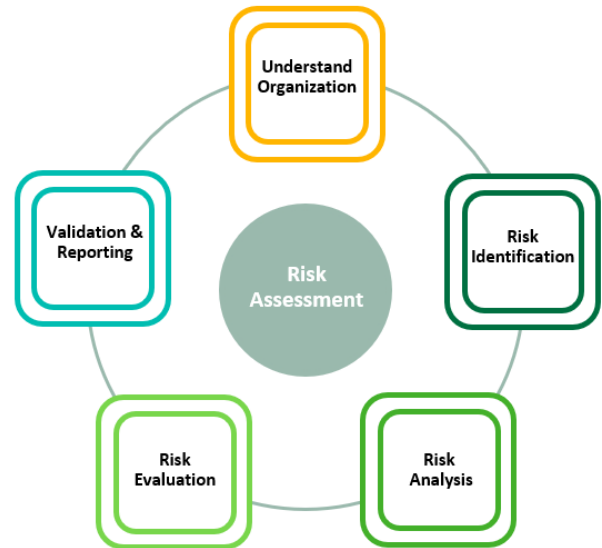 Understand
Organization
Risk
Identification
Risk
Analysis
Risk
Evaluation
Validation &
Reporting
Risk
Assessment